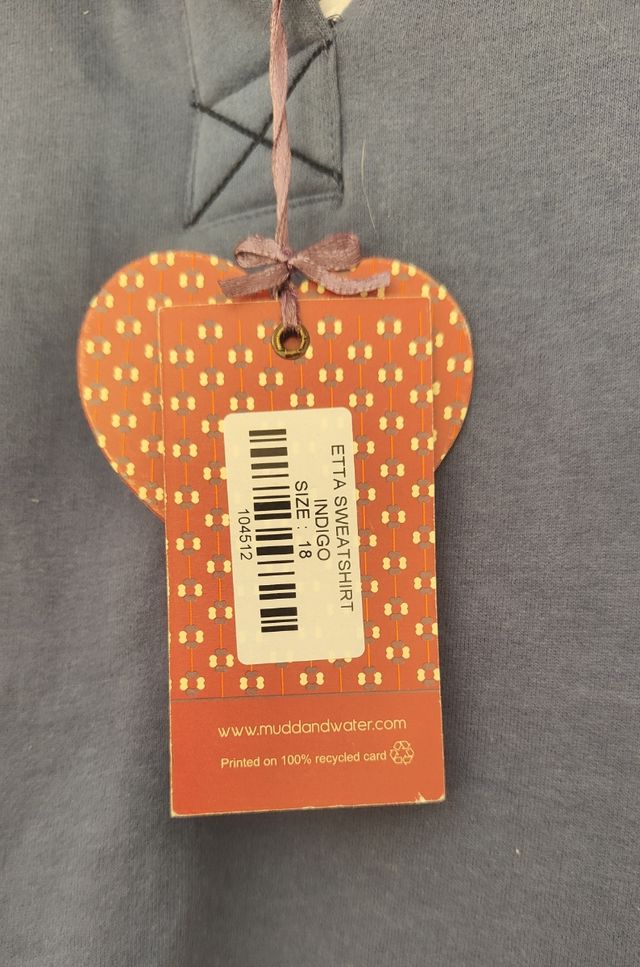 ETTA SWEATSHIRT
INDIGO
SIZE : 18
104512
www.muddandwater.com
Printed on 100% recycled card